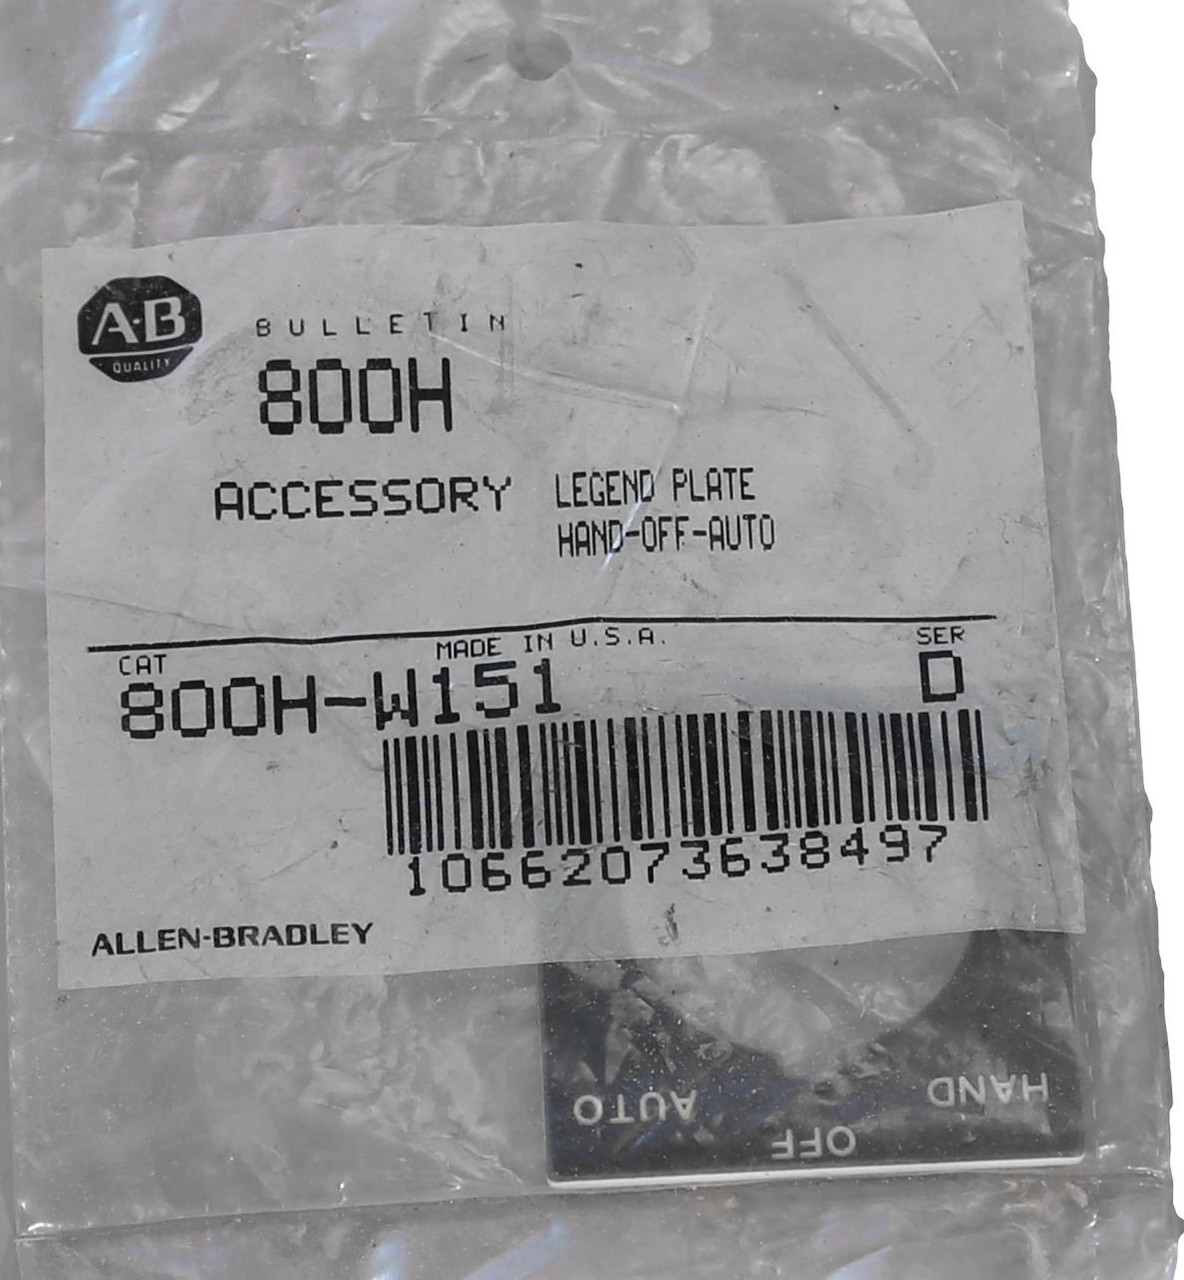 A·B
QUALITY
BULLETIN
800H
ACCESSORY LEGEND PLATE
HAND-OFF-AUTO
MADE IN U.S.A.
CAT SER
800H-W151 D
10662073638497
ALLEN-BRADLEY
AUTO HAND
OFF